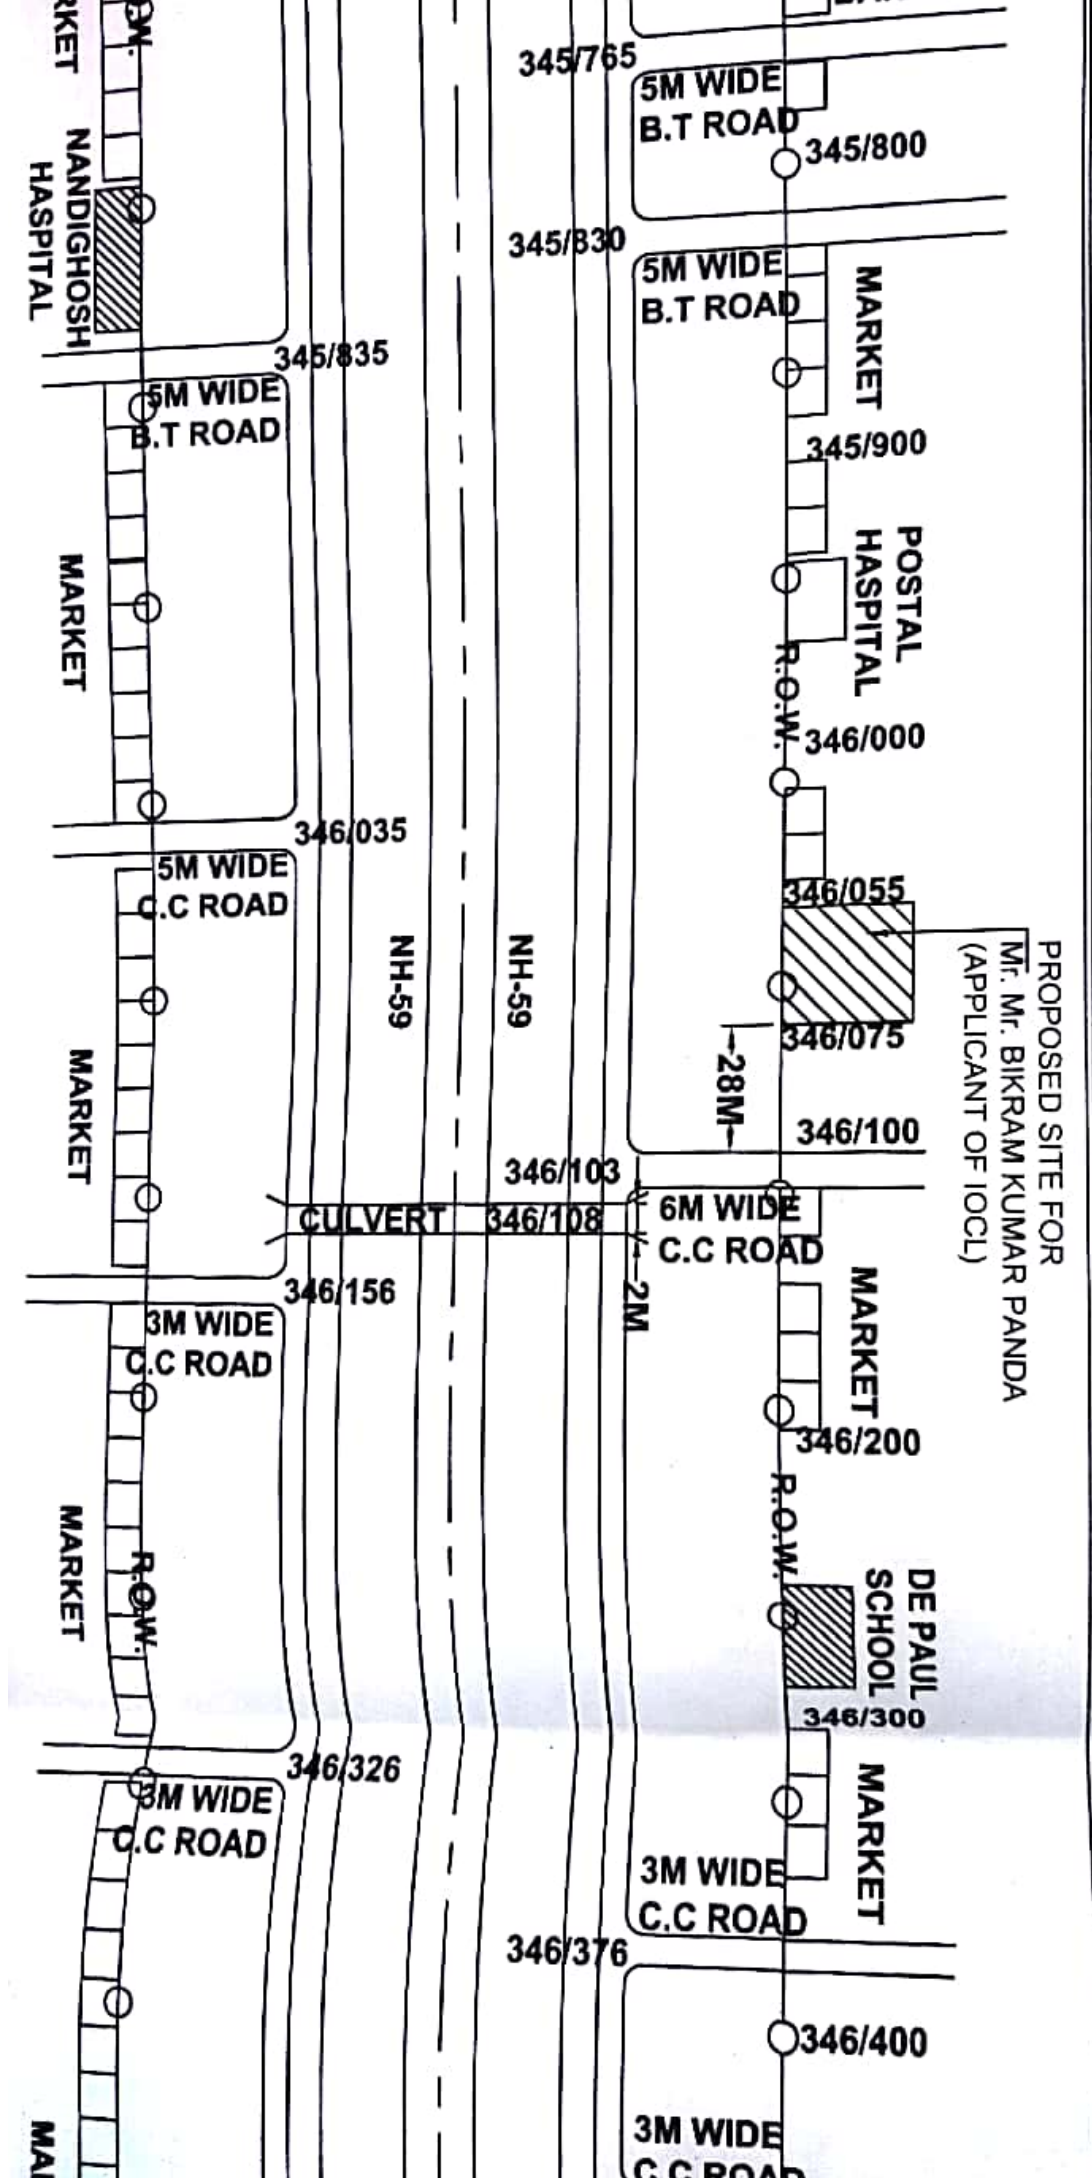 .W.
RKET
345/765
5M WIDE
B.T ROAD
345/800
NANDIGHOSH
HASPITAL
345/830
5M WIDE
B.T ROAD
MARKET
345/835
5M WIDE
B.T ROAD
345/900
MARKET
POSTAL
HASPITAL
R.O.W.
346/000
346/035
5M WIDE
C.C ROAD
346/055
NH-59
NH-59
PROPOSED SITE FOR
Mr. Mr. BIKRAM KUMAR PANDA
(APPLICANT OF IOCL)
346/075
28M
MARKET
346/100
346/103
CULVERT
346/108
6M WIDE
C.C ROAD
2M
346/156
3M WIDE
C.C ROAD
MARKET
346/200
R.O.W.
MARKET
R.O.W.
DE PAUL
SCHOOL
346/300
346/326
3M WIDE
C.C ROAD
MARKET
3M WIDE
C.C ROAD
346/376
346/400
3M WIDE
C.C ROAD
MA